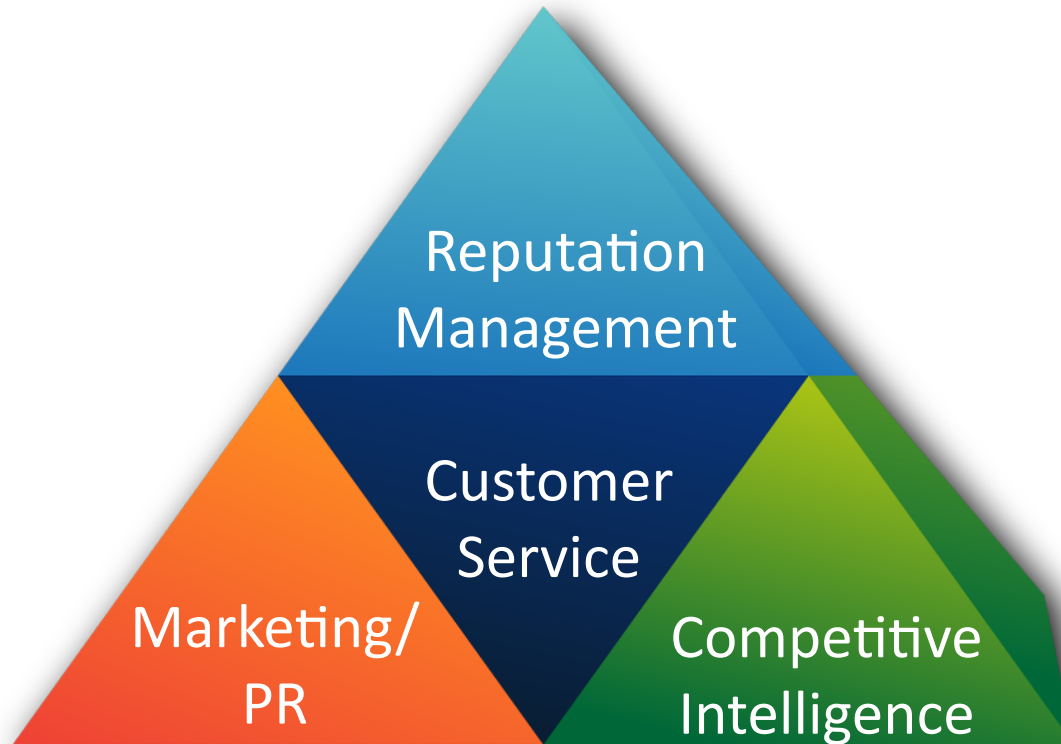 Reputation
Management
Customer
Service
Marketing/
PR
Competitive
Intelligence